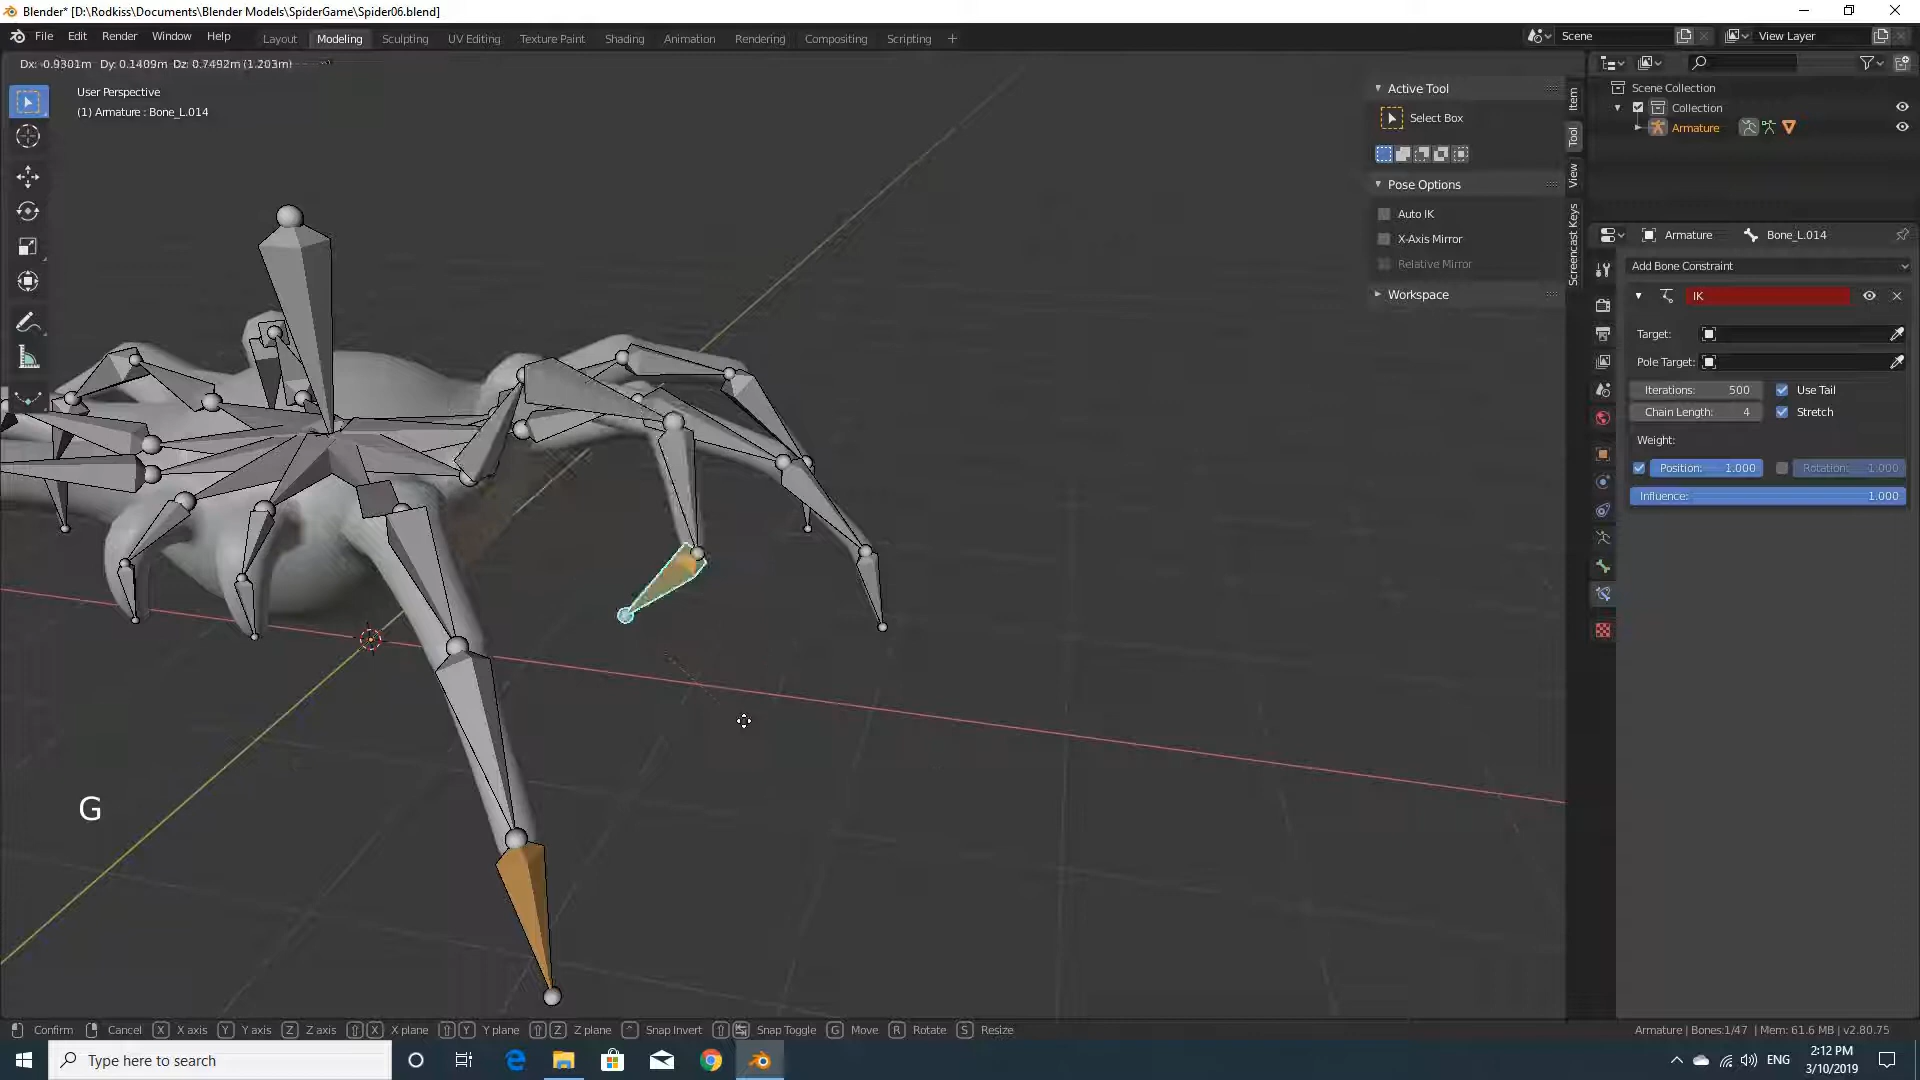 Blender* [D:\Rodkiss\Documents\Blender Models\SpiderGame\Spider06.blend]
File Edit Render Window Help Layout Modeling Sculpting UV Editing Texture Paint Shading Animation Rendering Compositing Scripting Scene View Layer
Dx: -0.9301m Dy: 0.1409m Dz: 0.7492m (1.203m)
User Perspective
(1) Armature : Bone_L.014
Active Tool
Select Box
Pose Options
Auto IK
X-Axis Mirror
Relative Mirror
Workspace
Item
Tool
View
Screencast Keys
Scene Collection
Collection
Armature
Armature Bone_L.014
Add Bone Constraint
IK
Target:
Pole Target:
Iterations: 500 Use Tail
Chain Length: 4 Stretch
Weight:
Position: 1.000 Rotation: 1.000
Influence: 1.000
G
Confirm Cancel X X axis Y Y axis Z Z axis X X plane Y Y plane Z Z plane Snap Invert Snap Toggle G Move R Rotate S Resize
Armature | Bones:1/47 | Mem: 61.6 MB | v2.80.75
Type here to search
ENG
2:12 PM
3/10/2019